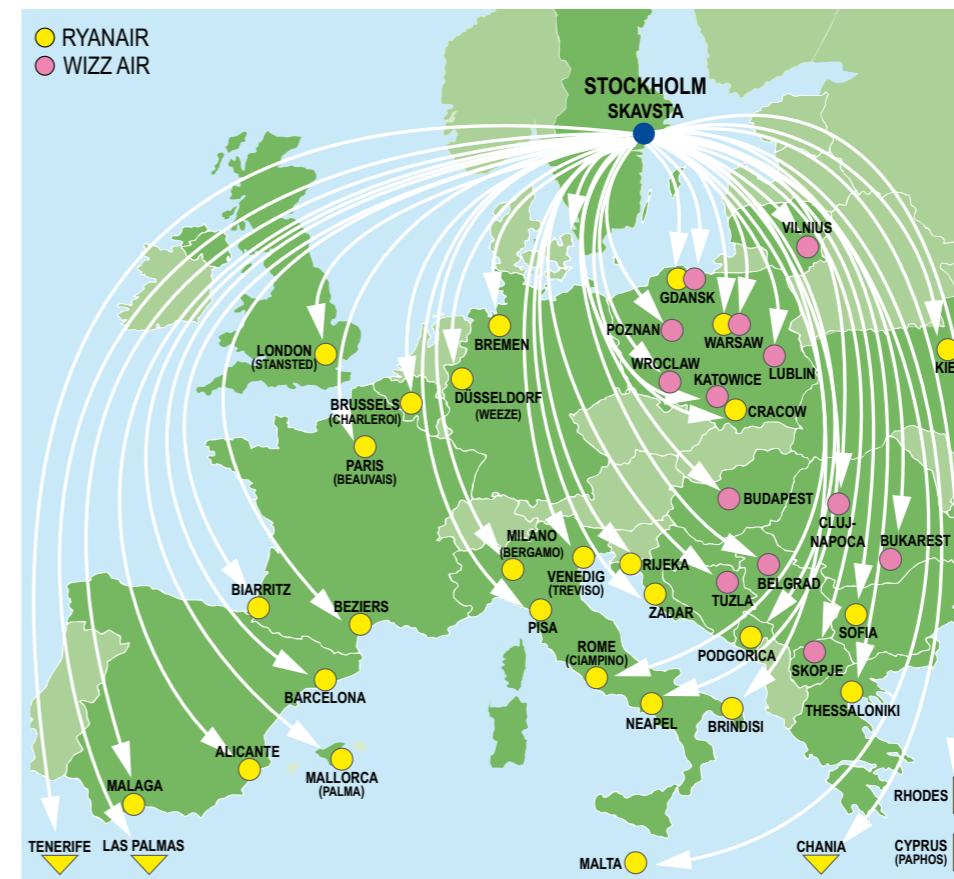 RYANAIR
WIZZ AIR
STOCKHOLM
SKAVSTA
VILNIUS
GDANSK
POZNAN
WARSAW
BREMEN
LONDON
(STANSTED)
WROCLAW
LUBLIN
KIE
KATOWICE
DÜSSELDORF
(WEEZE)
BRUSSELS
(CHARLEROI)
CRACOW
PARIS
(BEAUVAIS)
BUDAPEST
CLUJ-
NAPOCA
BUKAREST
MILANO
(BERGAMO)
VENEDIG
(TREVISO)
RIJEKA
BELGRAD
TUZLA
BIARRITZ
BEZIERS
PISA
ZADAR
SOFIA
ROME
(CIAMPINO)
PODGORICA
SKOPJE
BARCELONA
NEAPEL
BRINDISI
THESSALONIKI
ALICANTE
MALLORCA
(PALMA)
MALAGA
RHODES
TENERIFE
LAS PALMAS
MALTA
CHANIA
CYPRUS
(PAPHOS)